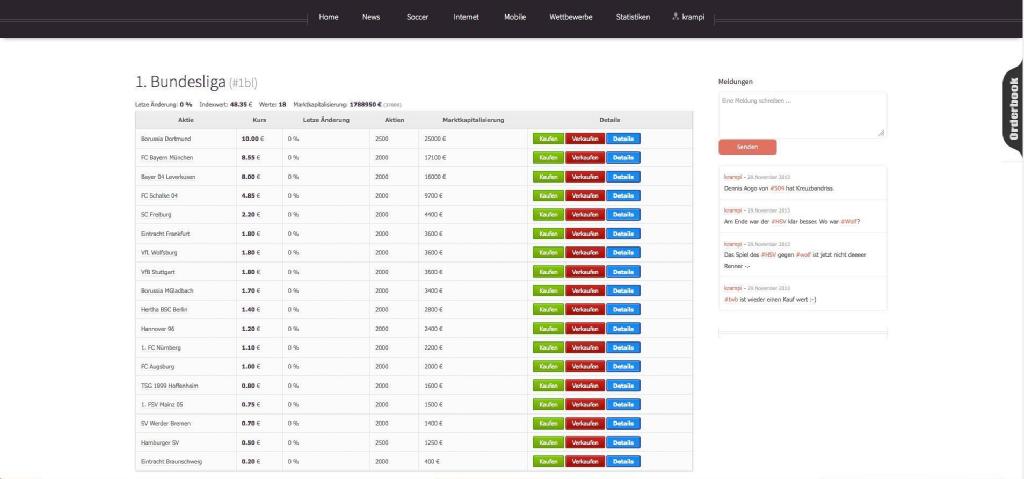 Home News Soccer Internet Mobile Wettbewerbe Statistiken krampi
Orderbook
1. Bundesliga (#1bl)
Letze Änderung: 0 % Indexwert: 48.35 € Werte: 18 Marktkapitalisierung: 1788950 €
Aktie Kurs Letze Änderung Aktien Marktkapitalisierung Details
Borussia Dortmund 10.00 € 0 % 2500 25000 € Kaufen Verkaufen Details
FC Bayern München 8.55 € 0 % 2000 17100 € Kaufen Verkaufen Details
Bayer 04 Leverkusen 8.00 € 0 % 2000 16000 € Kaufen Verkaufen Details
FC Schalke 04 4.85 € 0 % 2000 9700 € Kaufen Verkaufen Details
SC Freiburg 2.20 € 0 % 2000 4400 € Kaufen Verkaufen Details
Eintracht Frankfurt 1.80 € 0 % 2000 3600 € Kaufen Verkaufen Details
VfL Wolfsburg 1.80 € 0 % 2000 3600 € Kaufen Verkaufen Details
VfB Stuttgart 1.80 € 0 % 2000 3600 € Kaufen Verkaufen Details
Borussia MGladbach 1.70 € 0 % 2000 3400 € Kaufen Verkaufen Details
Hertha BSC Berlin 1.40 € 0 % 2000 2800 € Kaufen Verkaufen Details
Hannover 96 1.20 € 0 % 2000 2400 € Kaufen Verkaufen Details
1. FC Nürnberg 1.10 € 0 % 2000 2200 € Kaufen Verkaufen Details
FC Augsburg 1.00 € 0 % 2000 2000 € Kaufen Verkaufen Details
TSG 1899 Hoffenheim 0.80 € 0 % 2000 1600 € Kaufen Verkaufen Details
1. FSV Mainz 05 0.75 € 0 % 2000 1500 € Kaufen Verkaufen Details
SV Werder Bremen 0.70 € 0 % 2000 1400 € Kaufen Verkaufen Details
Hamburger SV 0.50 € 0 % 2500 1250 € Kaufen Verkaufen Details
Eintracht Braunschweig 0.20 € 0 % 2000 400 € Kaufen Verkaufen Details
Meldungen
Eine Meldung schreiben ...
Senden
krampi - 29.November 2013
Dennis Aogo von #S04 hat Kreuzbandriss.
krampi - 29.November 2013
Am Ende war der #HSV klar besser. Wo war #Wolf?
krampi - 29.November 2013
Das Spiel des #HSV gegen #wolf ist jetzt nicht deeeer
Renner -.-
krampi - 29.November 2013
#bvb ist wieder einen Kauf wert :-)